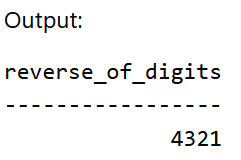 Output:
reverse_of_digits
-----------------
4321